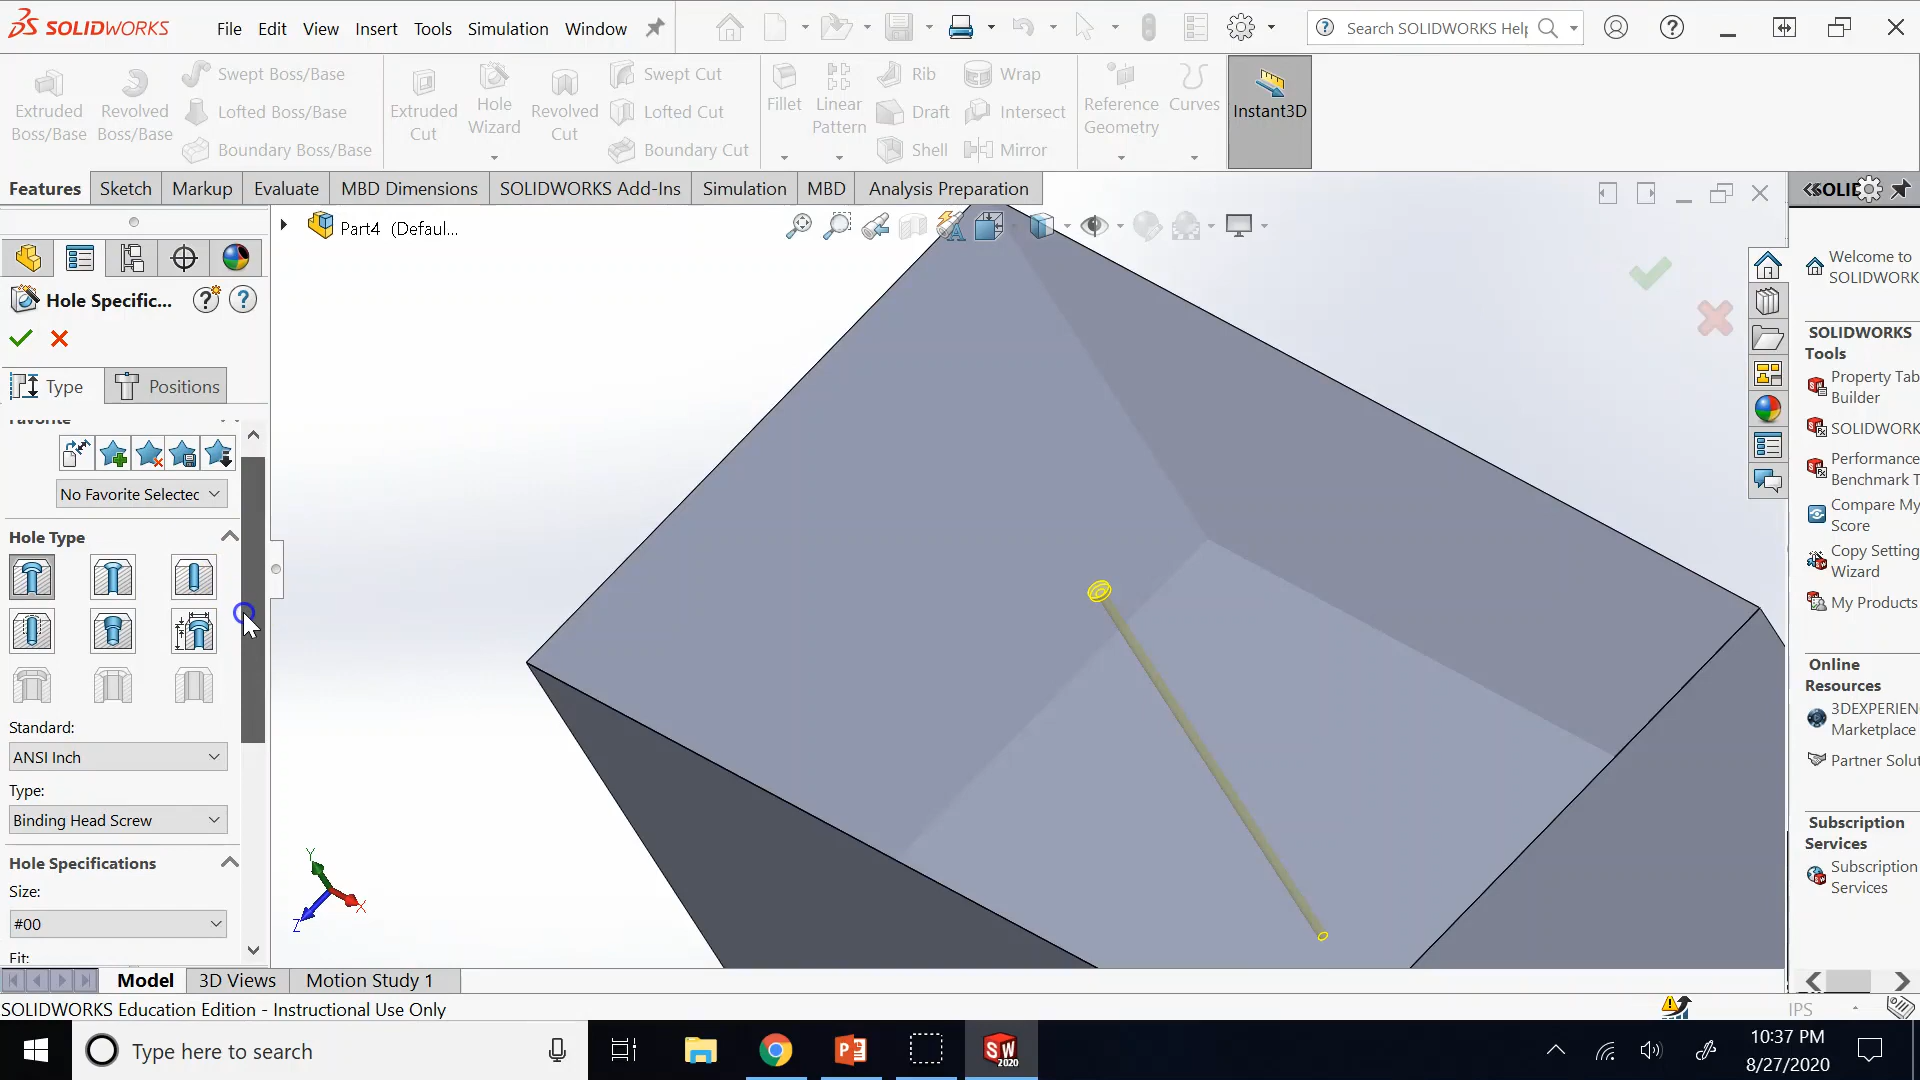 SOLIDWORKS File Edit View Insert Tools Simulation Window Search SOLIDWORKS Help
Extruded Boss/Base
Revolved Boss/Base
Swept Boss/Base
Lofted Boss/Base
Boundary Boss/Base
Extruded Cut
Hole Wizard
Revolved Cut
Swept Cut
Lofted Cut
Boundary Cut
Fillet
Linear Pattern
Rib
Draft
Shell
Wrap
Intersect
Mirror
Reference Geometry
Curves
Instant3D
Features Sketch Markup Evaluate MBD Dimensions SOLIDWORKS Add-Ins Simulation MBD Analysis Preparation
SOLID
Part4 (Defaul...
Hole Specific...
Type Positions
Favorite
No Favorite Selected
Hole Type
Standard:
ANSI Inch
Type:
Binding Head Screw
Hole Specifications
Size:
#00
Fit:
Y
X
Z
Welcome to
SOLIDWORKS
SOLIDWORKS
Tools
Property Tab
Builder
SOLIDWORK
Performance
Benchmark T
Compare My
Score
Copy Setting
Wizard
My Products
Online
Resources
3DEXPERIEN
Marketplace
Partner Solut
Subscription
Services
Subscription
Services
Model 3D Views Motion Study 1
SOLIDWORKS Education Edition - Instructional Use Only
IPS
Type here to search
SW
2020
10:37 PM
8/27/2020